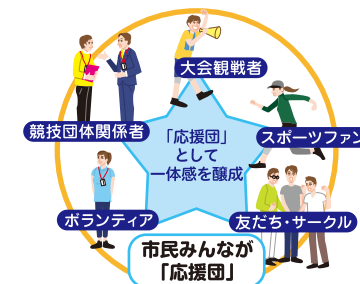 大会観戦者
競技団体関係者
「応援団」
として
一体感を醸成
スポーツファン
ボランティア
友だち・サークル
市民みんなが
「応援団」